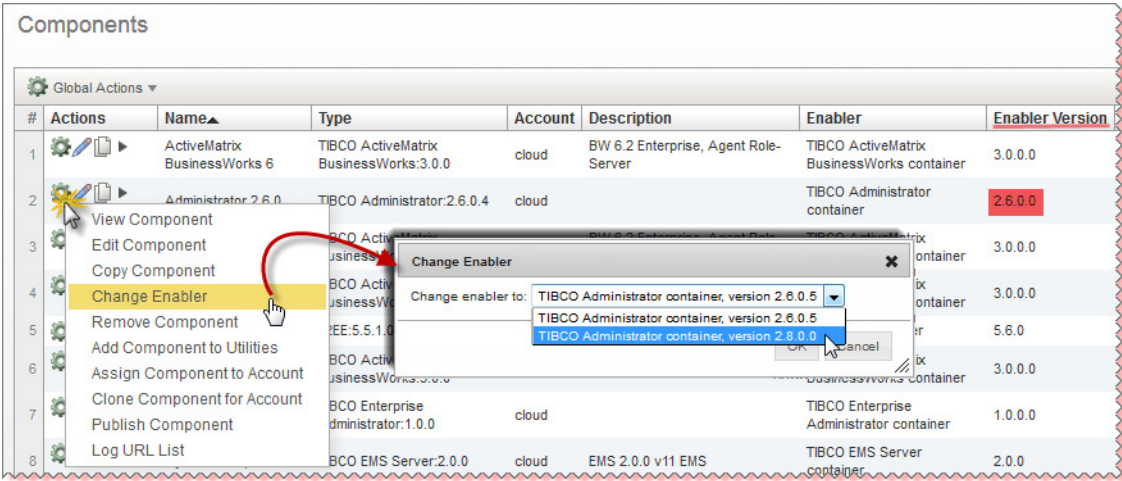 Components
Global Actions
# Actions Name Type Account Description Enabler Enabler Version
1 ActiveMatrix BusinessWorks 6 TIBCO ActiveMatrix BusinessWorks:3.0.0 cloud BW 6.2 Enterprise, Agent Role-Server TIBCO ActiveMatrix BusinessWorks container 3.0.0.0
2 Administrator 2.6.0 TIBCO Administrator:2.6.0.4 cloud TIBCO Administrator container 2.6.0.0
View Component
Edit Component
Copy Component
Change Enabler
Remove Component
Add Component to Utilities
Assign Component to Account
Clone Component for Account
Publish Component
Log URL List
Change Enabler
Change enabler to: TIBCO Administrator container, version 2.6.0.5
TIBCO Administrator container, version 2.6.0.5
TIBCO Administrator container, version 2.8.0.0
OK Cancel
3 3.0.0.0
4 3.0.0.0
5 5.6.0
6 BusinessWorks container 3.0.0.0
7 cloud TIBCO Enterprise Administrator container 1.0.0.0
8 EMS Server:2.0.0 cloud EMS 2.0.0 v11 EMS TIBCO EMS Server container 2.0.0